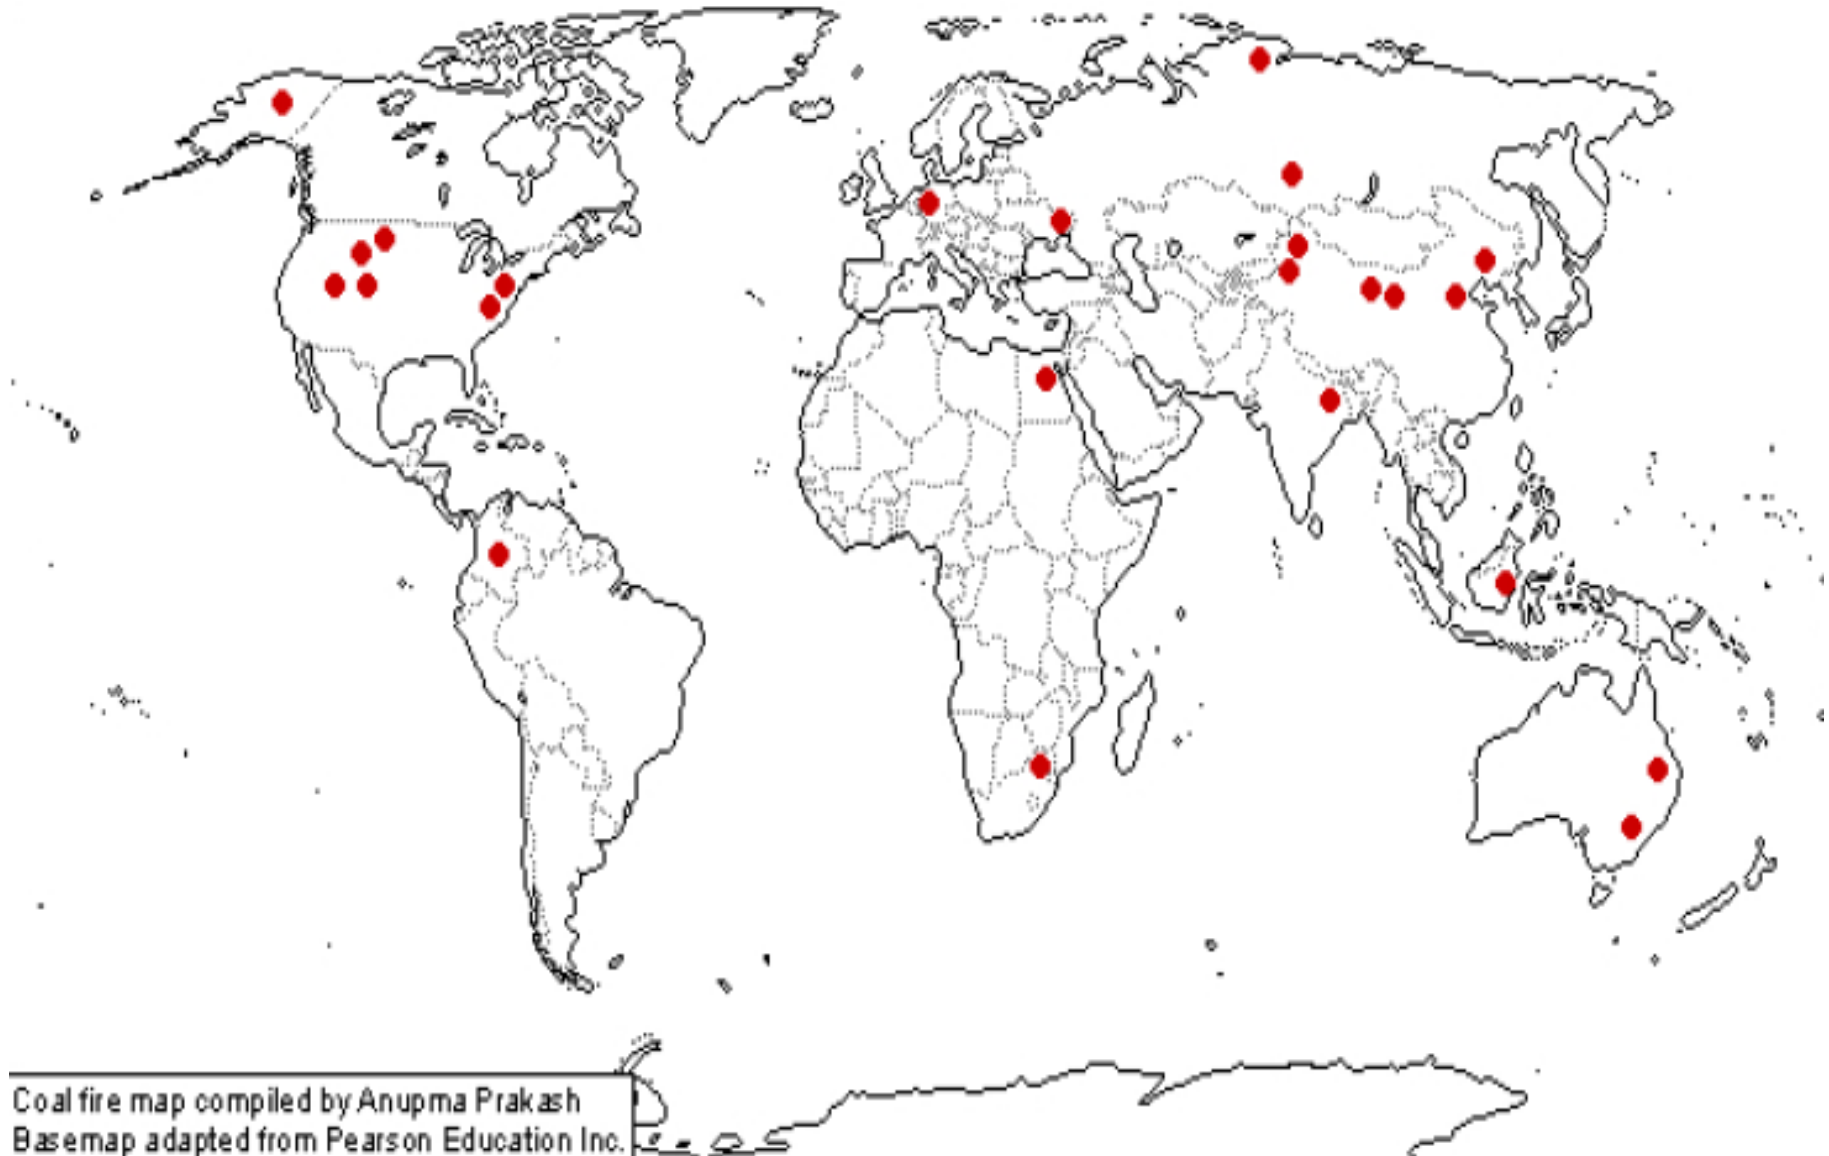 Coal fire map compiled by Anupma Prakash
Basemap adapted from Pearson Education Inc.